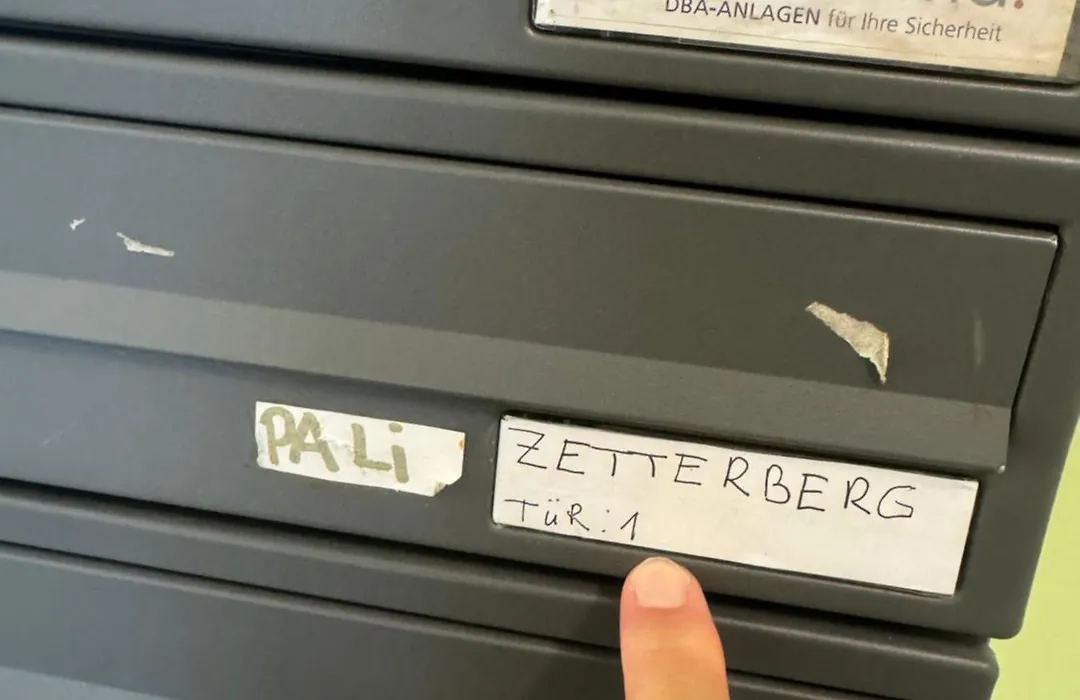 DBA-ANLAGEN für Ihre Sicherheit
PALi
ZETTERBERG
TüR: 1